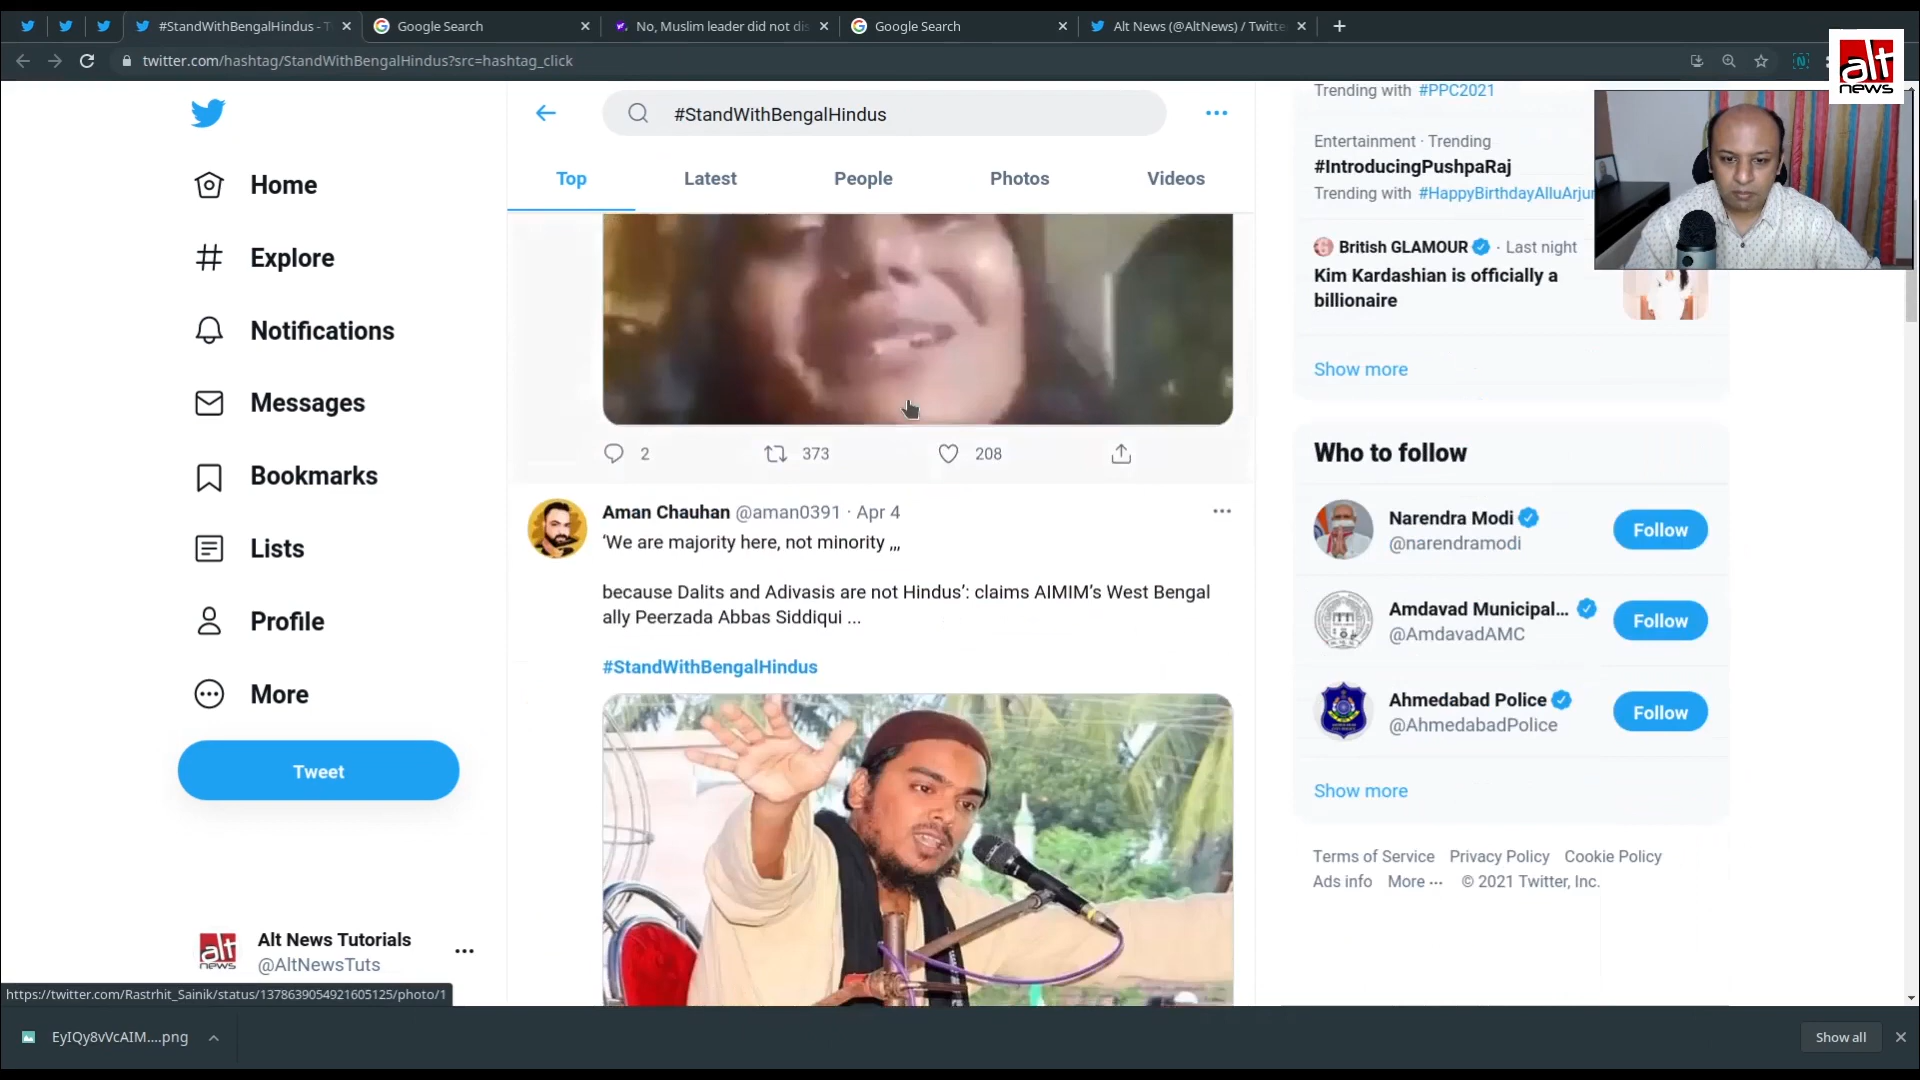 #StandWithBengalHindus - T
Google Search
No, Muslim leader did not dis
Google Search
Alt News (@AltNews) / Twitte
twitter.com/hashtag/StandWithBengalHindus?src=hashtag_click
alt
news
#StandWithBengalHindus
Top
Latest
People
Photos
Videos
Home
Explore
Notifications
Messages
Bookmarks
Lists
Profile
More
Tweet
Alt News Tutorials
@AltNewsTuts
2
373
208
Aman Chauhan @aman0391 · Apr 4
‘We are majority here, not minority ,,,
because Dalits and Adivasis are not Hindus’: claims AIMIM’s West Bengal
ally Peerzada Abbas Siddiqui ...
#StandWithBengalHindus
Trending with #PPC2021
Entertainment · Trending
#IntroducingPushpaRaj
Trending with #HappyBirthdayAlluArjun
British GLAMOUR · Last night
Kim Kardashian is officially a
billionaire
Show more
Who to follow
Narendra Modi
@narendramodi
Follow
Amdavad Municipal...
@AmdavadAMC
Follow
Ahmedabad Police
@AhmedabadPolice
Follow
Show more
Terms of Service Privacy Policy Cookie Policy
Ads info More ··· © 2021 Twitter, Inc.
alt
news
https://twitter.com/Rastrhit_Sainik/status/1378639054921605125/photo/1
EyIQy8vVcAIM....png
Show all